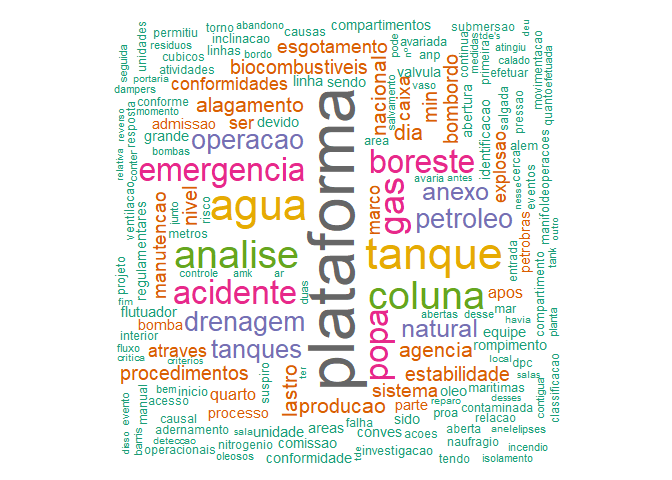 abandono
permitiu
torno
causas
compartimentos
submersao
tde's
deu
unidades
residuos
cubicos
inclinacao
esgotamento
avariada
pode
nº
anp
continua
medidas
atingiu
calado
seguida
portaria
atividades
linhas
bordo
biocombustiveis
nacional
valvula
primeira
efetuar
movimentacao
efetuada
quanto
dampers
conformidades
linha
sendo
caixa
vaso
salvamento
min
bombordo
abertura
pressao
salgada
conforme
momento
alagamento
reverso
resposta
admissao
ser
devido
dia
identificacao
alem
grande
area
explosao
cerca
operacoes
manifold
relativa
conter
bombas
operacao
plataforma
boreste
avaria
antes
nesse
eventos
ventilacao
junto
risco
emergencia
gas
anexo
petrobras
outro
tank
regulamentares
manutencao
nivel
agua
marco
petroleo
entrada
metros
projeto
analise
tanque
compartimento
controle
amk
ar
fim
acidente
duas
coluna
apos
planta
flutuador
abertas
desse
mar
havia
bomba
drenagem
popa
natural
equipe
rompimento
interior
fluxo
critica
atraves
tanques
agencia
local
dpc
criterios
procedimentos
suspiro
ter
sistema
estabilidade
salas
contigua
classificacao
bem
inicio
quarto
lastro
oleo
reparo
maritimas
desses
acesso
manual
processo
producao
parte
proa
contaminada
evento
causal
falha
sido
relacao
disso
barris
adernamento
sala
unidade
areas
conves
acoes
aberta
anel
elipses
deteccao
nitrogenio
comissao
tde
naufragio
incendio
operacionais
oleosos
conformidade
investigacao
tendo
isolamento